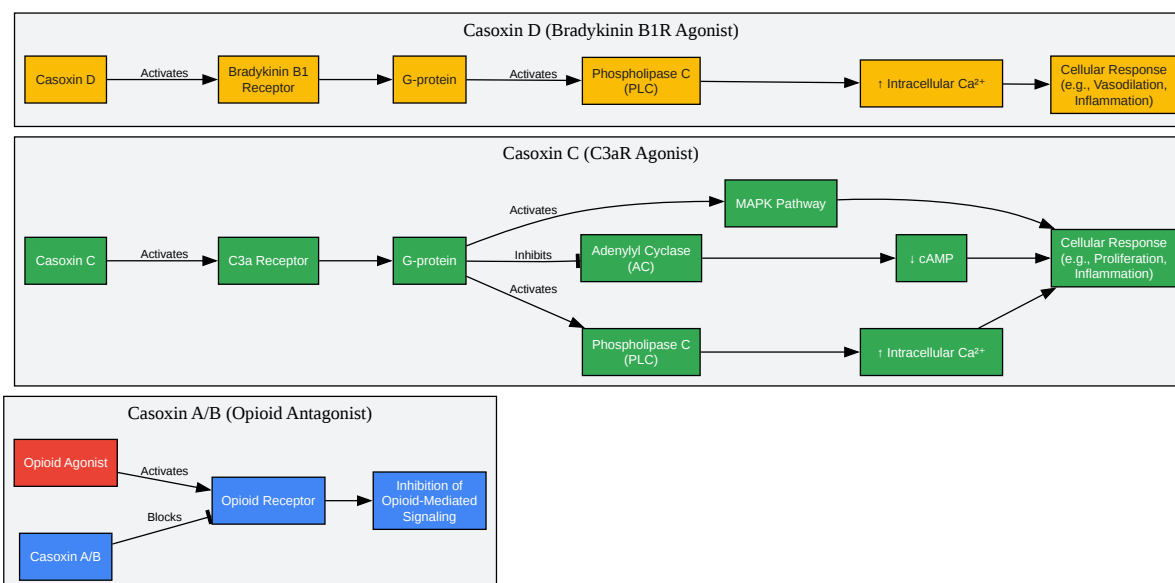 Casoxin D (Bradykinin B1R Agonist)
Casoxin D
Activates
Bradykinin B1
Receptor
G-protein
Activates
Phospholipase C
(PLC)
↑ Intracellular Ca²⁺
Cellular Response
(e.g., Vasodilation,
Inflammation)
Casoxin C (C3aR Agonist)
Casoxin C
Activates
C3a Receptor
G-protein
Activates
MAPK Pathway
Inhibits
Adenylyl Cyclase
(AC)
↓ cAMP
Activates
Phospholipase C
(PLC)
↑ Intracellular Ca²⁺
Cellular Response
(e.g., Proliferation,
Inflammation)
Casoxin A/B (Opioid Antagonist)
Opioid Agonist
Activates
Casoxin A/B
Blocks
Opioid Receptor
Inhibition of
Opioid-Mediated
Signaling